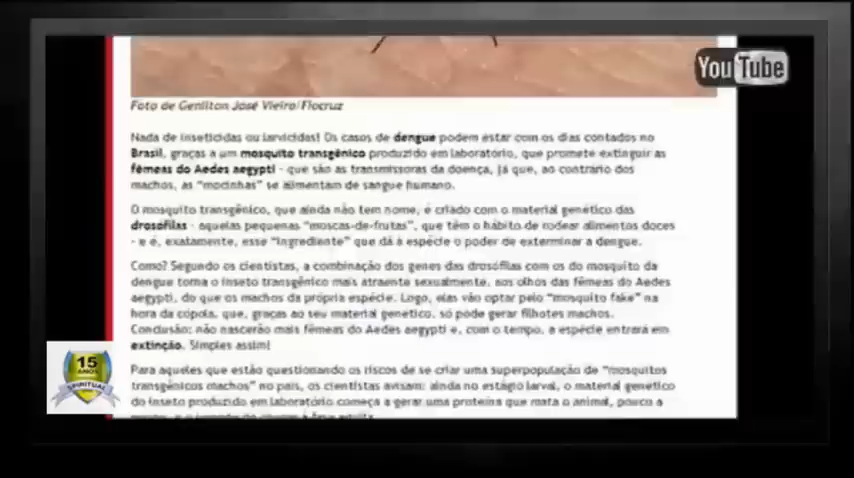 YouTube
Foto de Genilton José Vieira/Fiocruz
Nada de inseticidas ou larvicidas! Os casos de dengue podem estar com os dias contados no
Brasil, graças a um mosquito transgênico produzido em laboratório, que promete extinguir as
fêmeas do Aedes aegypti - que são as transmissoras da doença, já que, ao contrário dos
machos, as "mocinhas" se alimentam de sangue humano.
O mosquito transgênico, que ainda não tem nome, é criado com o material genético das
drosófilas - aquelas pequenas "moscas-de-frutas", que têm o hábito de rodear alimentos doces
- e é, exatamente, esse "ingrediente" que dá à espécie o poder de exterminar a dengue.
Como? Segundo os cientistas, a combinação dos genes das drosófilas com os do mosquito da
dengue torna o inseto transgênico mais atraente sexualmente, aos olhos das fêmeas do Aedes
aegypti, do que os machos da própria espécie. Logo, elas vão optar pelo "mosquito fake" na
hora da cópula, que, graças ao seu material genético, só pode gerar filhotes machos.
Conclusão: não nascerão mais fêmeas do Aedes aegypti e, com o tempo, a espécie entrará em
extinção. Simples assim!
Para aqueles que estão questionando os riscos de se criar uma superpopulação de "mosquitos
transgênicos machos" no país, os cientistas avisam: ainda no estágio larval, o material genético
do inseto produzido em laboratório começa a gerar uma proteína que mata o animal, pouco a
15
ANOS
SPIRITUAL